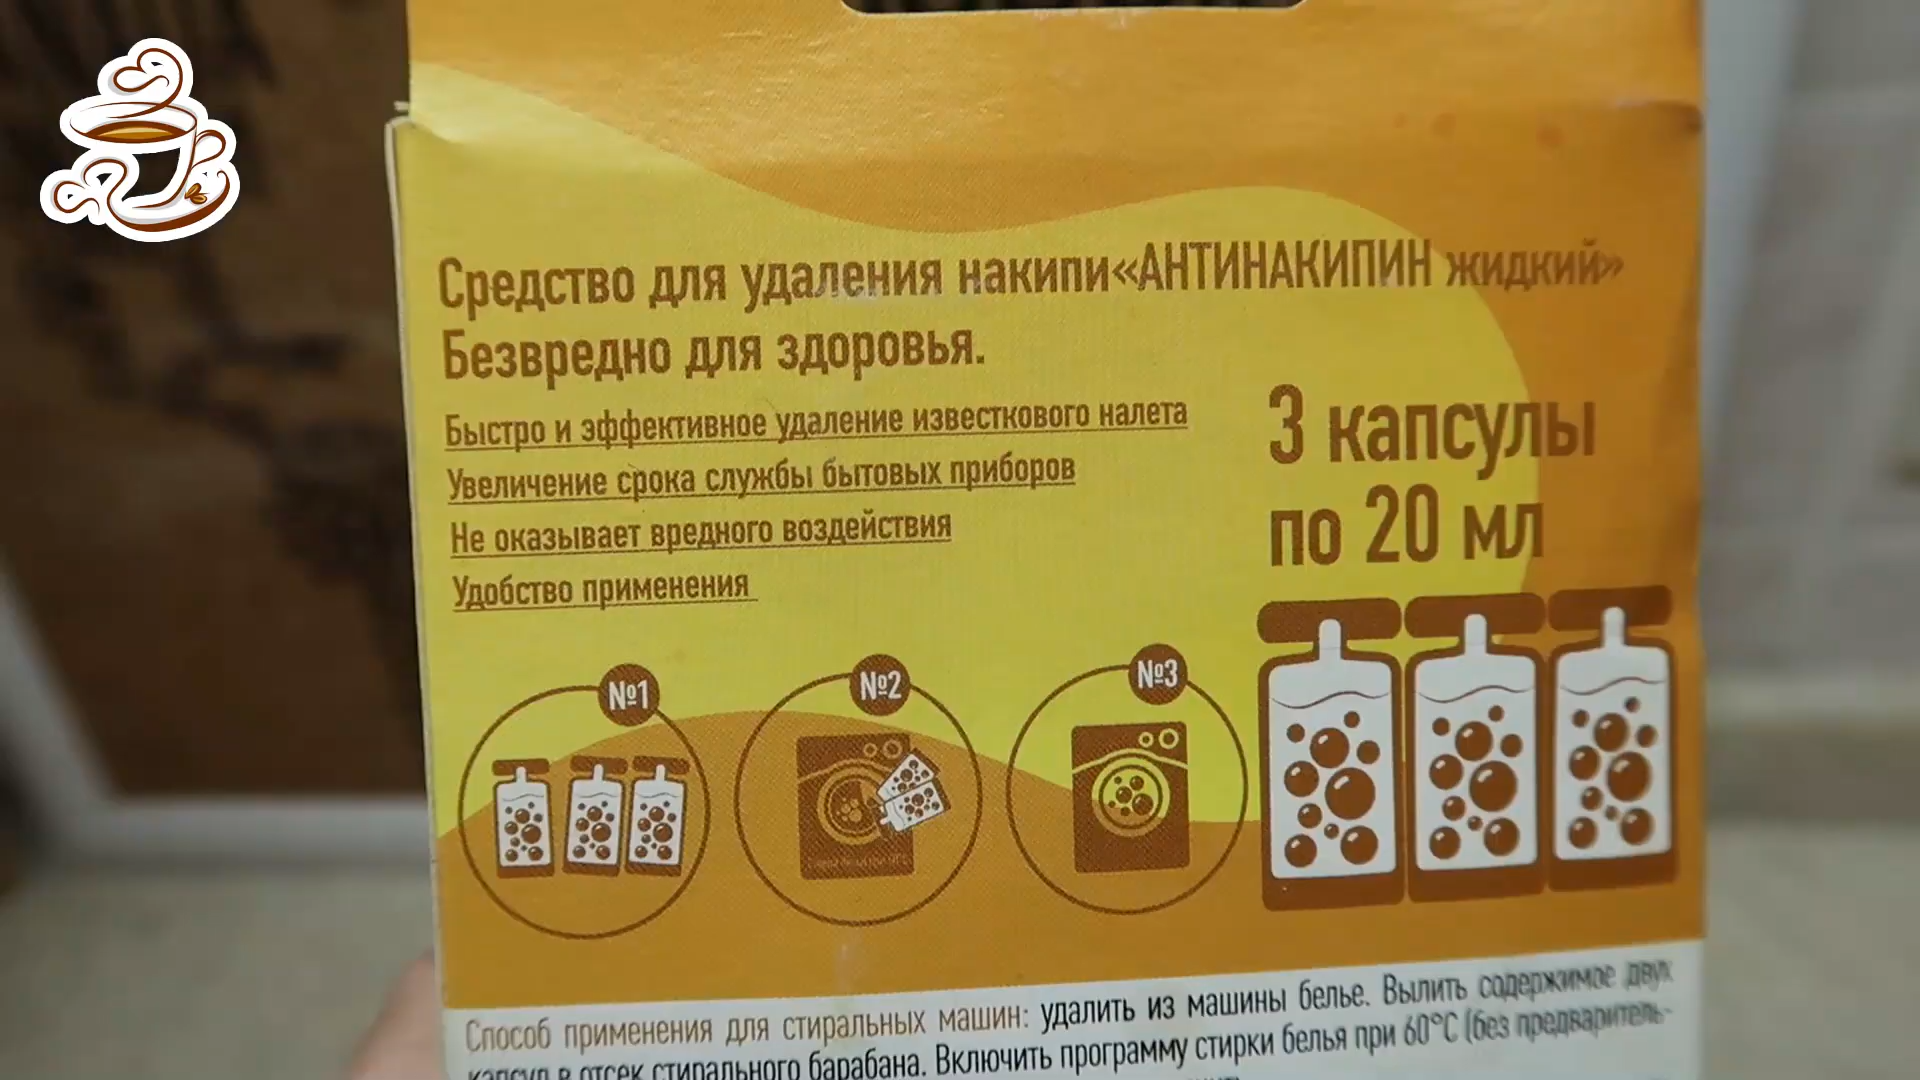 Средство для удаления накипи «АНТИНАКИПИН жидкий»
Безвредно для здоровья.
Быстро и эффективное удаление известкового налета
Увеличение срока службы бытовых приборов
Не оказывает вредного воздействия
Удобство применения
3 капсулы
по 20 мл
№1
№2
№3
Способ применения для стиральных машин: удалить из машины белье. Вылить содержимое двух
капсул в отсек стирального барабана. Включить программу стирки белья при 60°С (без предваритель-